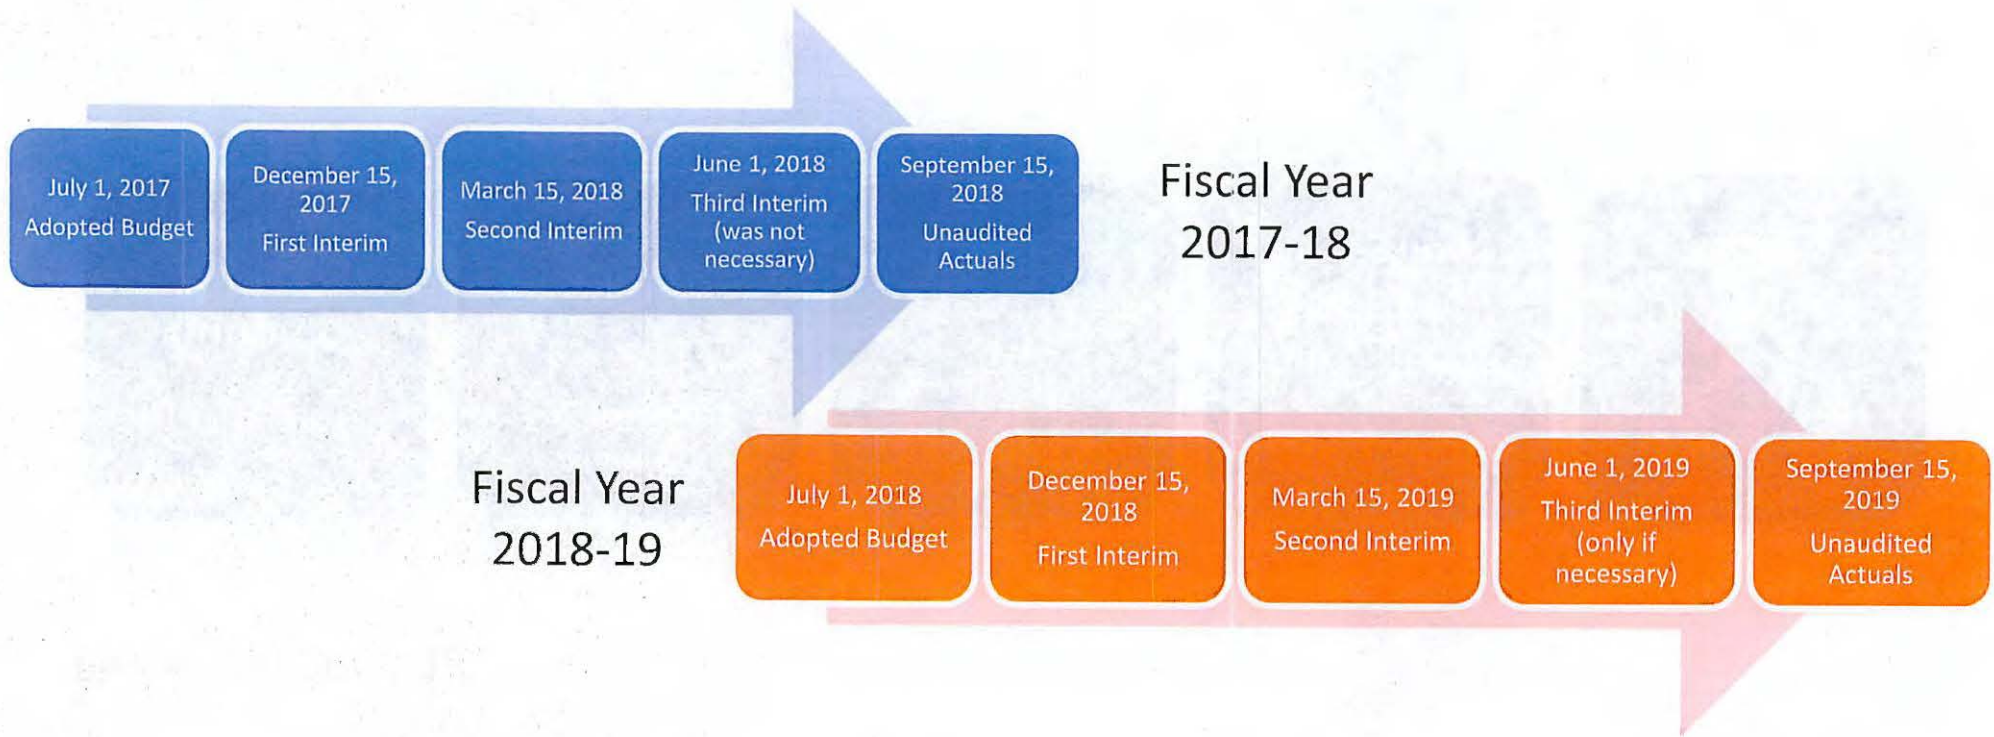 July 1, 2017
Adopted Budget
December 15,
2017
First Interim
March 15, 2018
Second Interim
June 1, 2018
Third Interim
(was not
necessary)
September 15,
2018
Unaudited
Actuals
Fiscal Year
2017-18
Fiscal Year
2018-19
July 1, 2018
Adopted Budget
December 15,
2018
First Interim
March 15, 2019
Second Interim
June 1, 2019
Third Interim
(only if
necessary)
September 15,
2019
Unaudited
Actuals